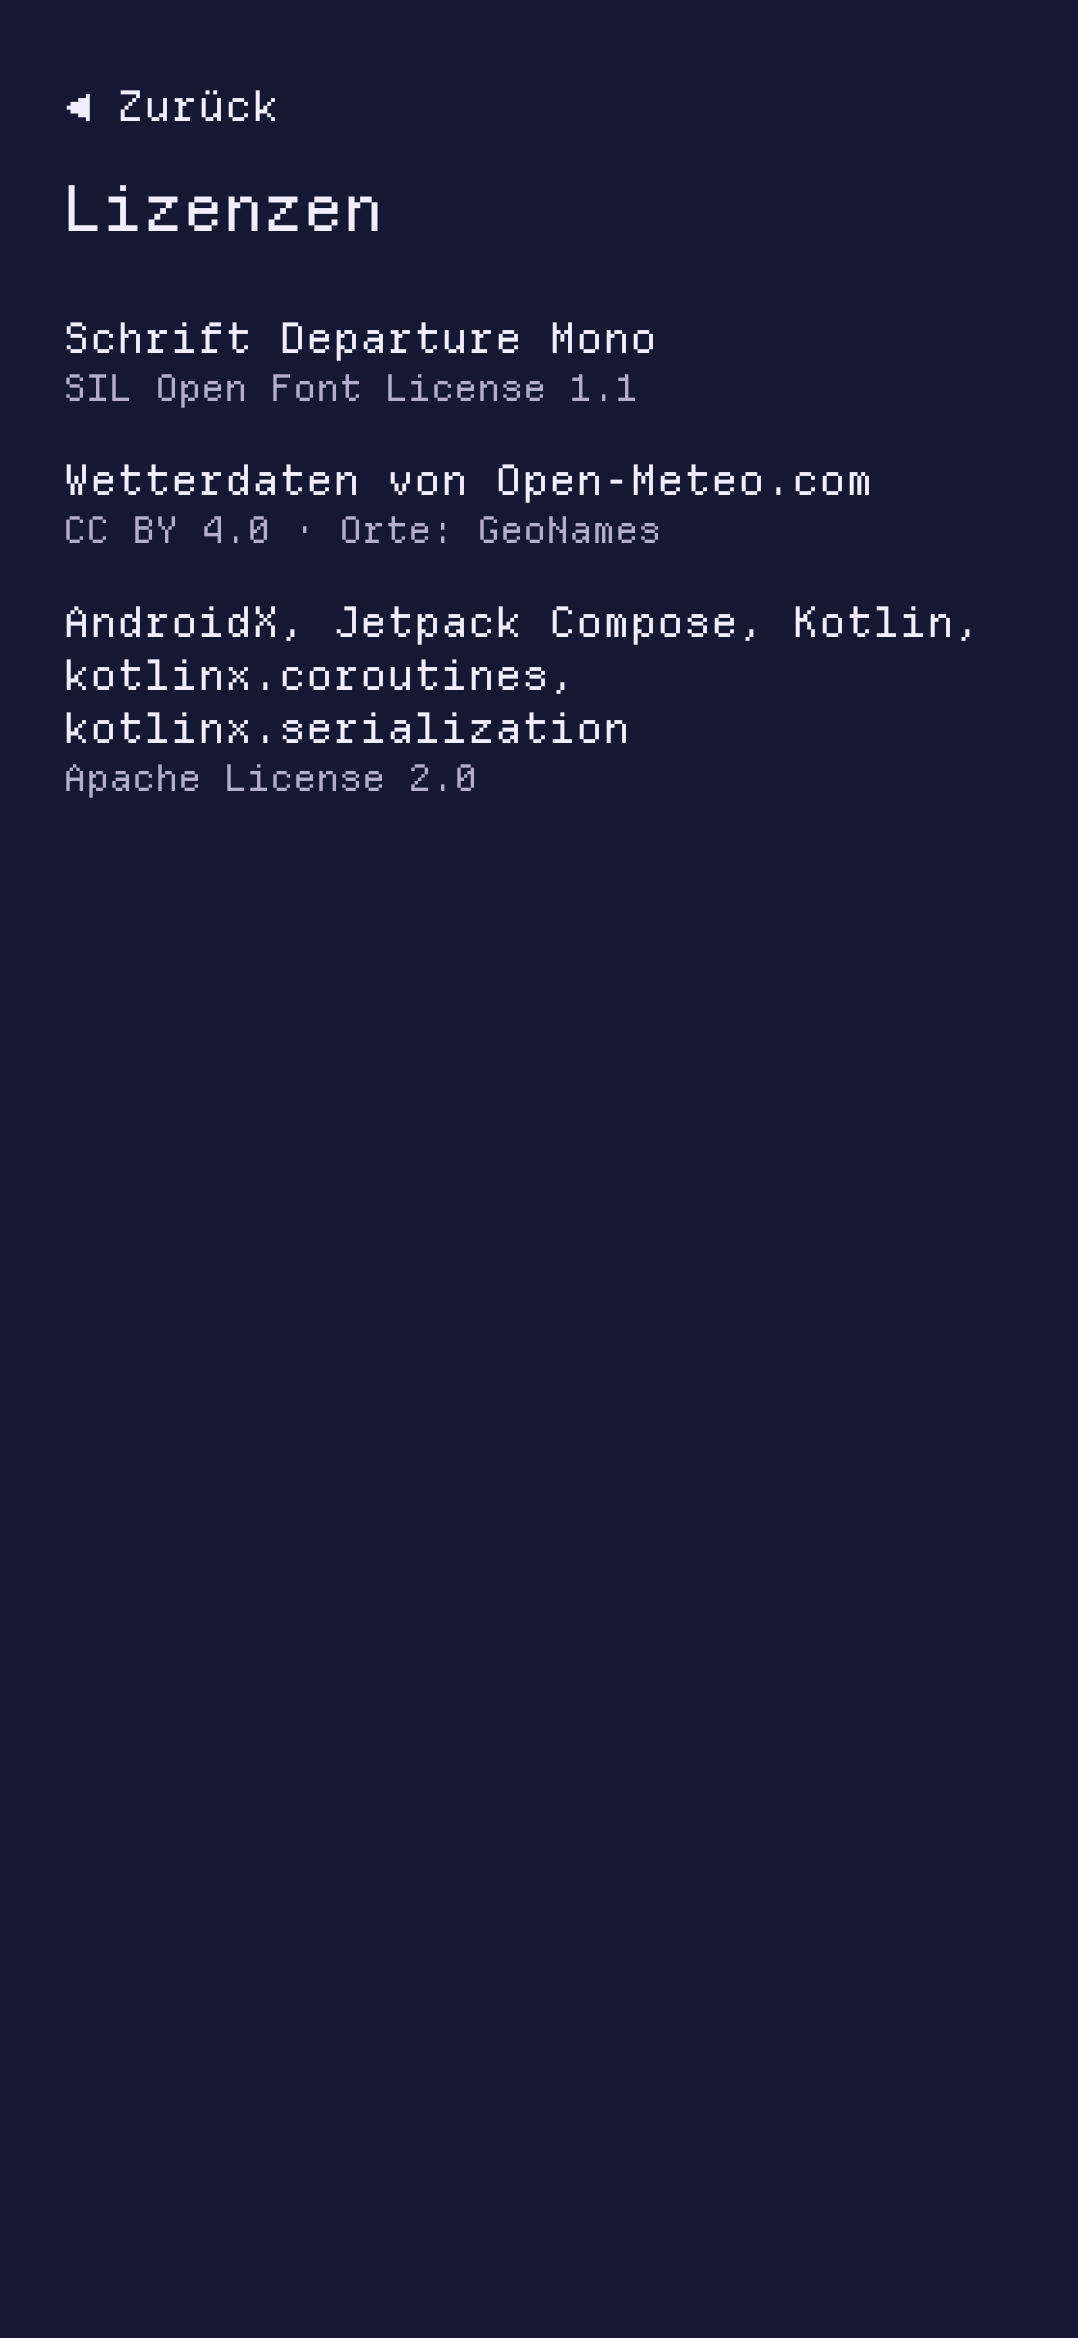 ◀ Zurück
Lizenzen
Schrift Departure Mono
SIL Open Font License 1.1
Wetterdaten von Open-Meteo.com
CC BY 4.0 · Orte: GeoNames
AndroidX, Jetpack Compose, Kotlin,
kotlinx.coroutines,
kotlinx.serialization
Apache License 2.0